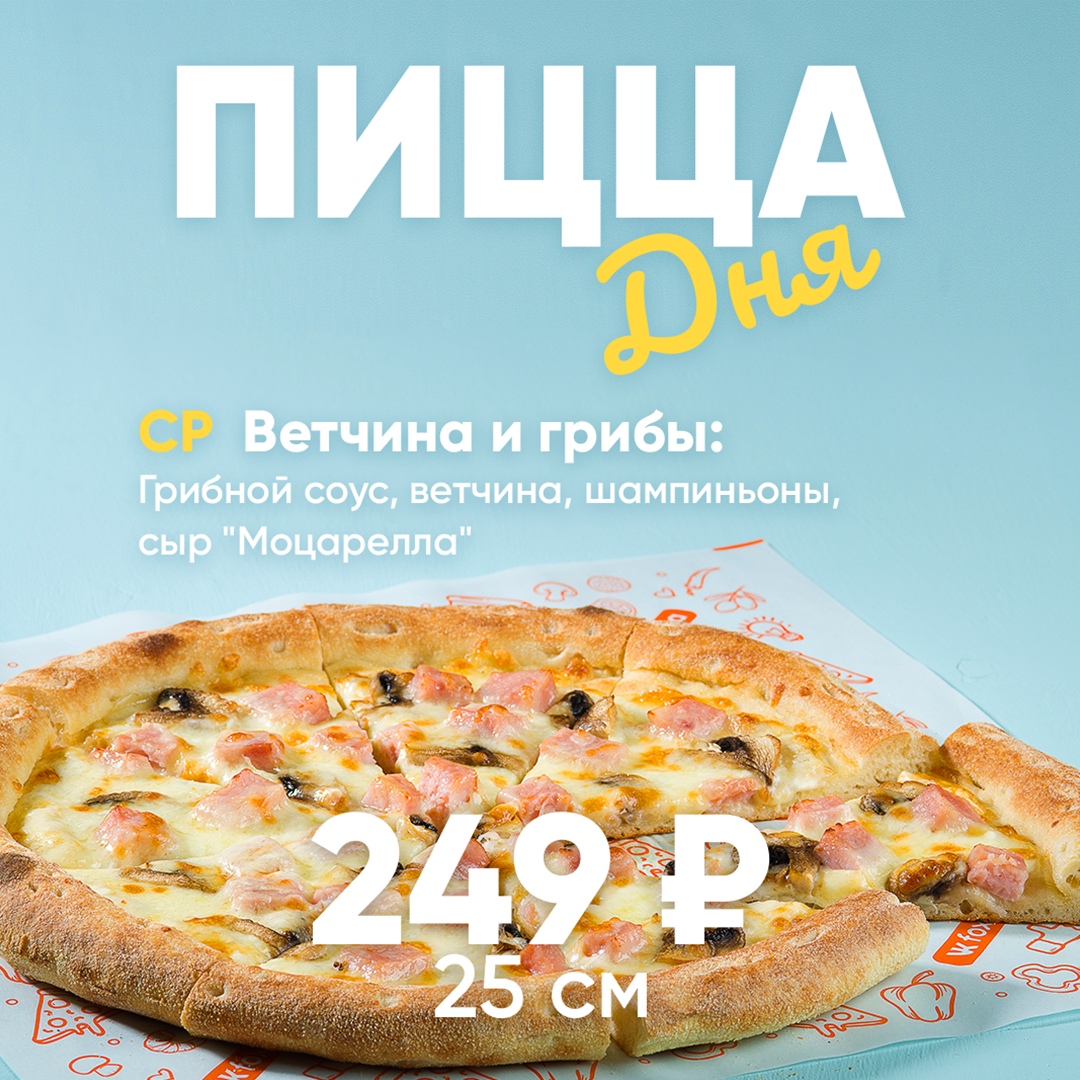 ПИЦЦА
Дня
СР Ветчина и грибы:
Грибной соус, ветчина, шампиньоны,
сыр "Моцарелла"
249 ₽
25 см